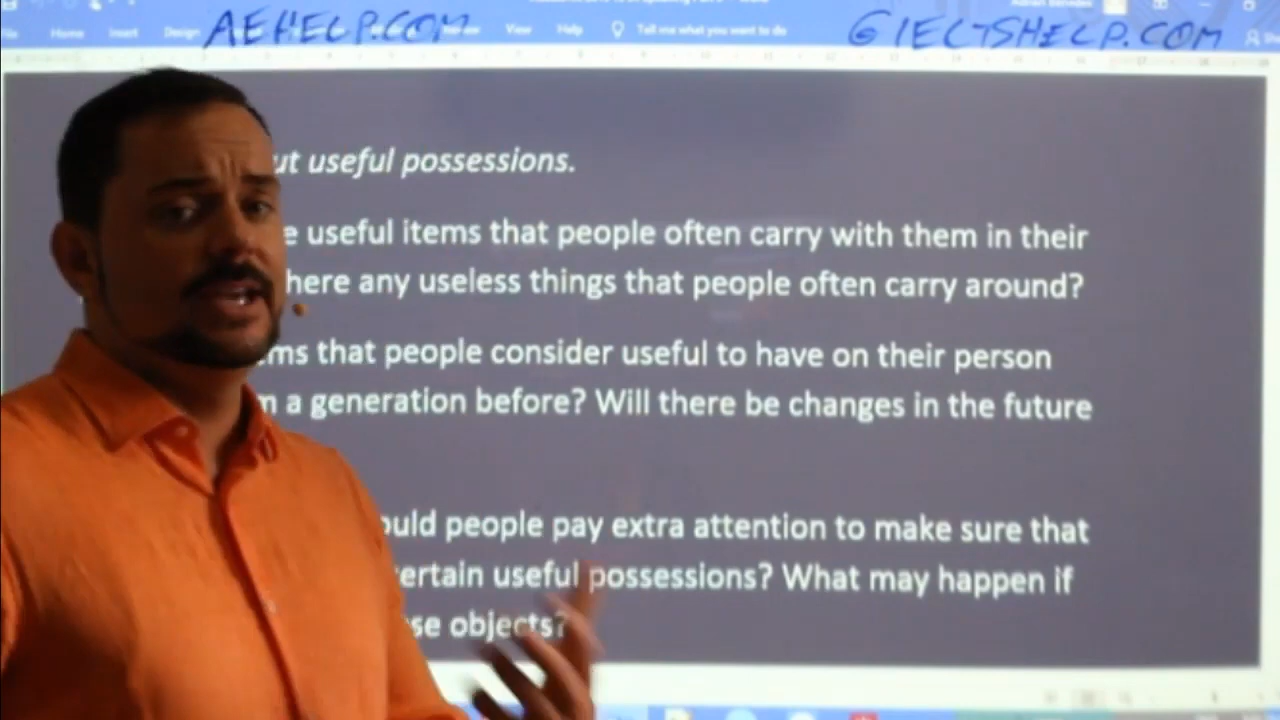 AEHELP.COM
GIELTSHELP.COM
Home Insert Design View Help Tell me what you want to do
ut useful possessions.
e useful items that people often carry with them in their
here any useless things that people often carry around?
ms that people consider useful to have on their person
m a generation before? Will there be changes in the future
ould people pay extra attention to make sure that
ertain useful possessions? What may happen if
se objects?